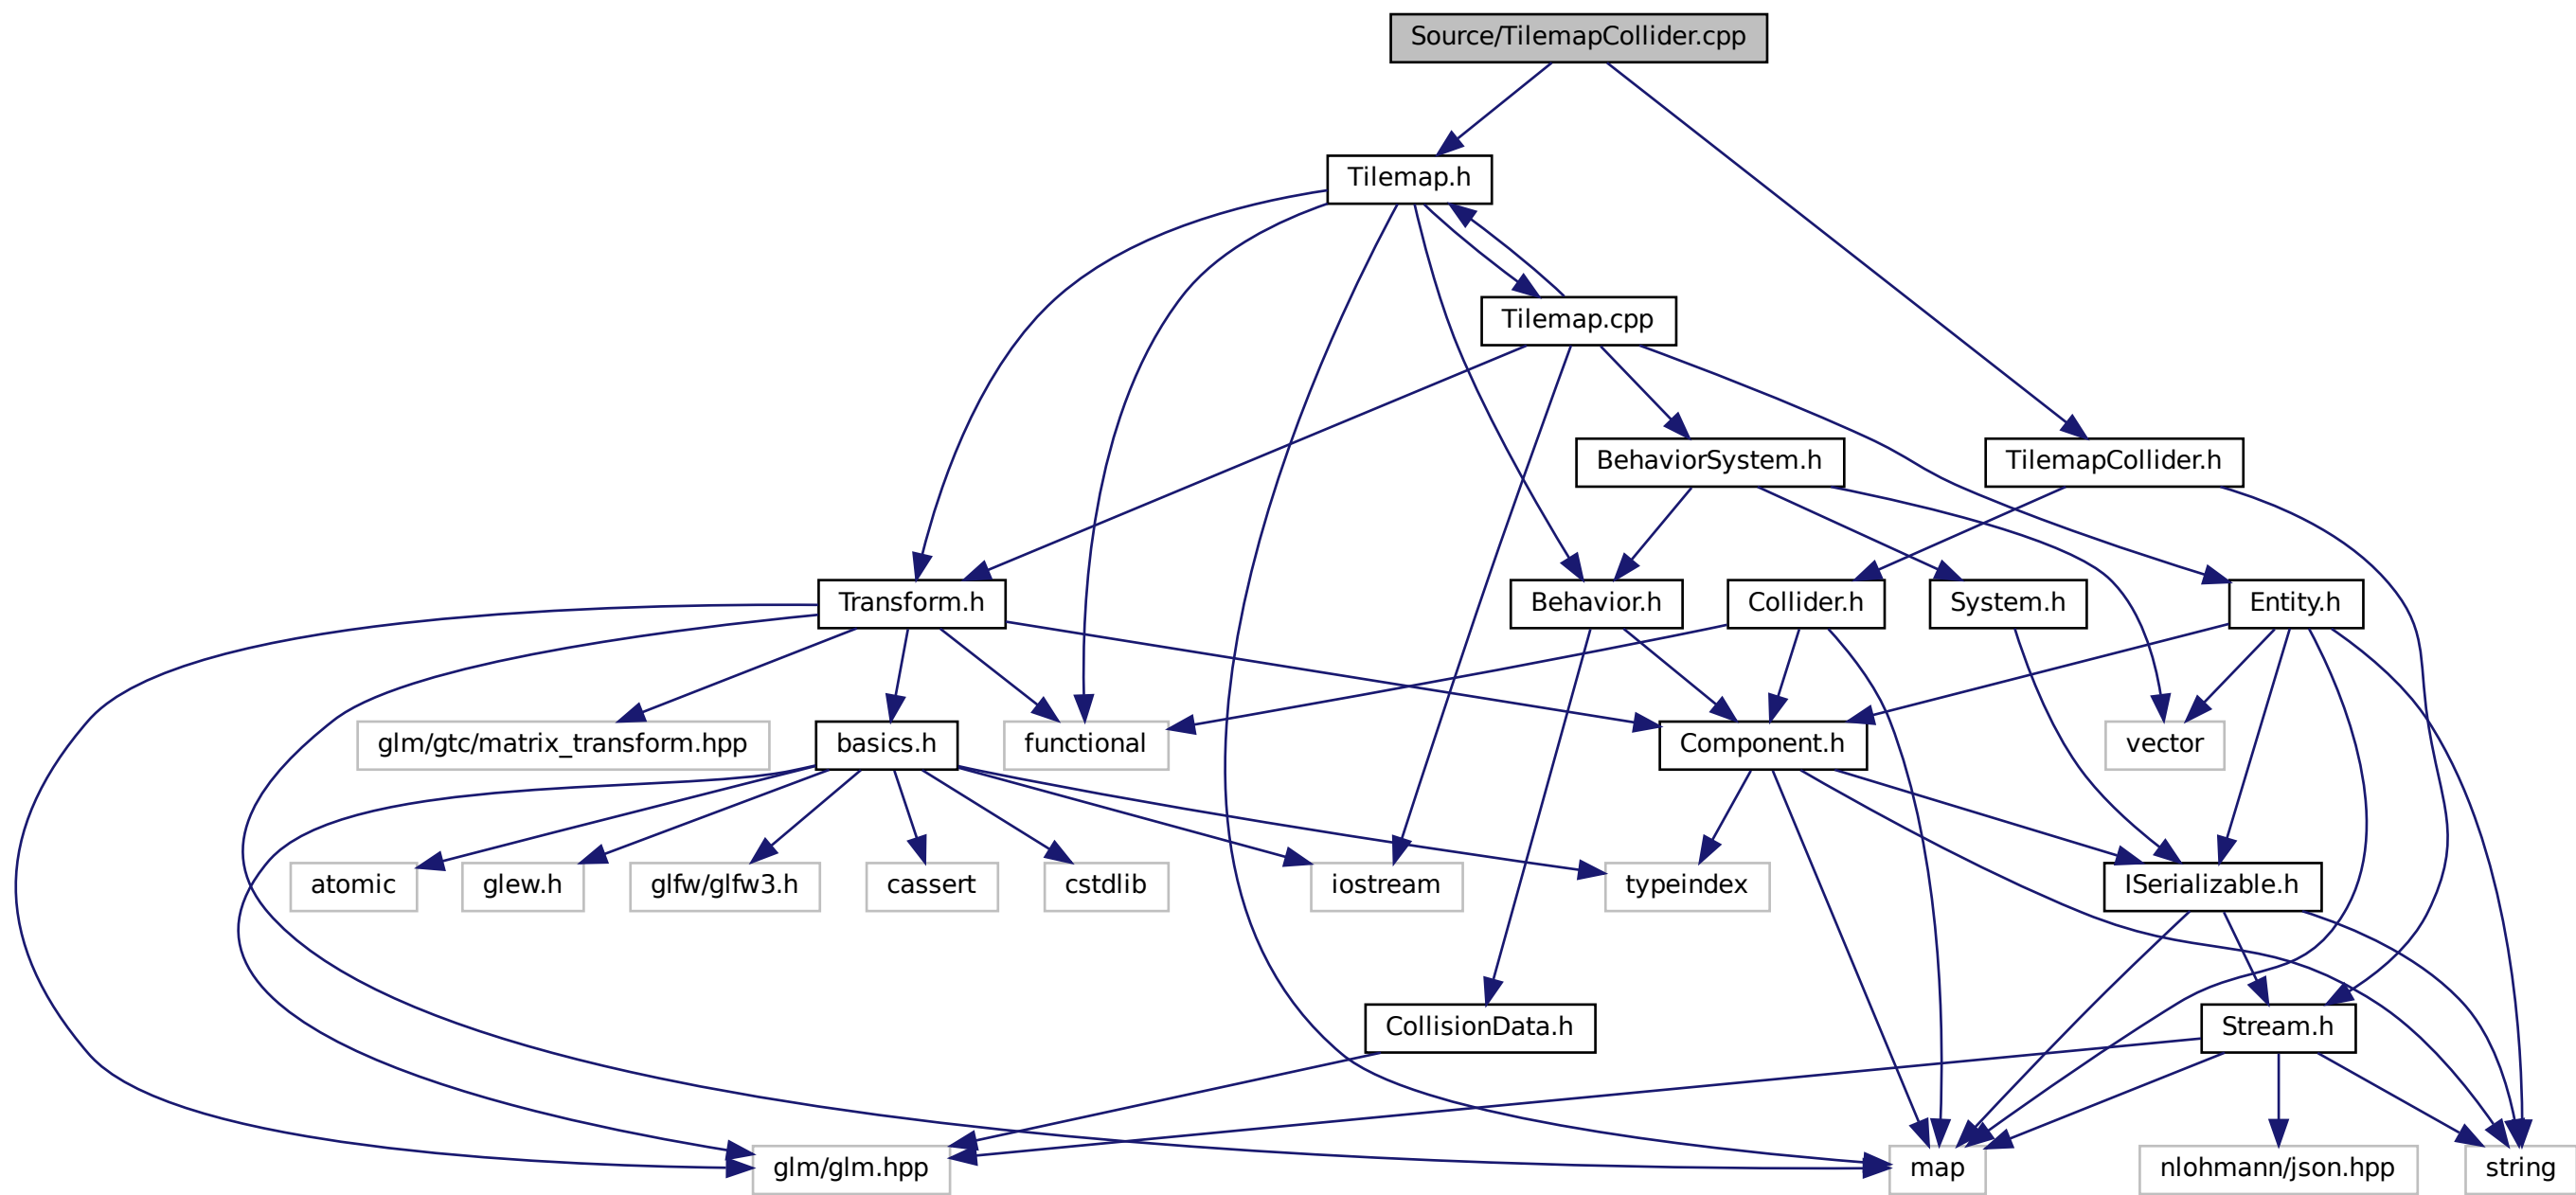 Source/TilemapCollider.cpp
Tilemap.h
Tilemap.cpp
BehaviorSystem.h
TilemapCollider.h
Transform.h
Behavior.h
Collider.h
System.h
Entity.h
glm/gtc/matrix_transform.hpp
basics.h
functional
Component.h
vector
atomic
glew.h
glfw/glfw3.h
cassert
cstdlib
iostream
typeindex
ISerializable.h
CollisionData.h
Stream.h
glm/glm.hpp
map
nlohmann/json.hpp
string